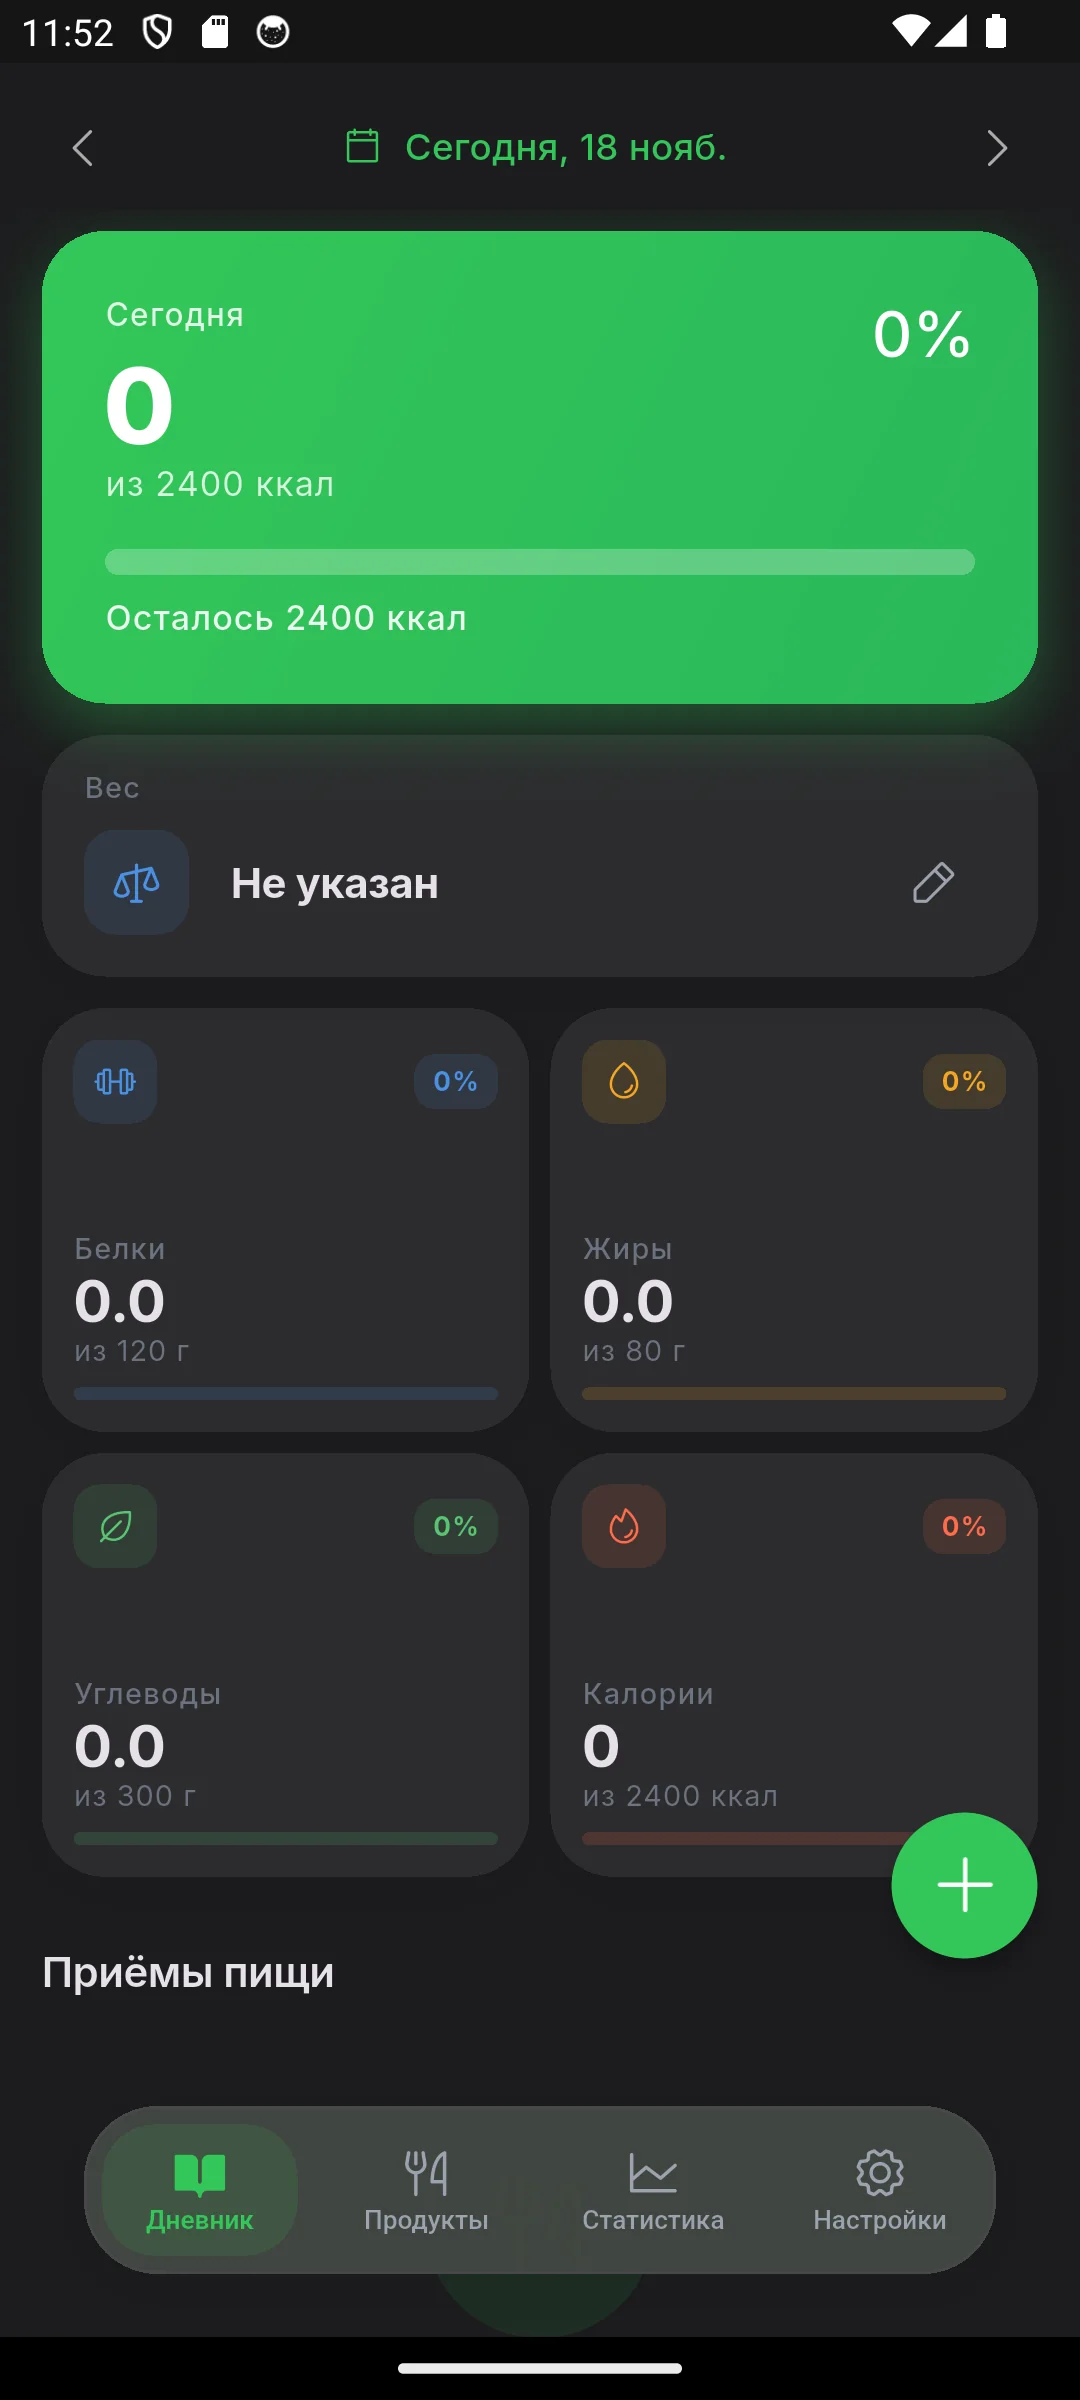 11:52
Сегодня, 18 нояб.
Сегодня
0%
0
из 2400 ккал
Осталось 2400 ккал
Вес
Не указан
0%
Белки
0.0
из 120 г
0%
Жиры
0.0
из 80 г
0%
Углеводы
0.0
из 300 г
0%
Калории
0
из 2400 ккал
Приёмы пищи
Дневник
Продукты
Статистика
Настройки